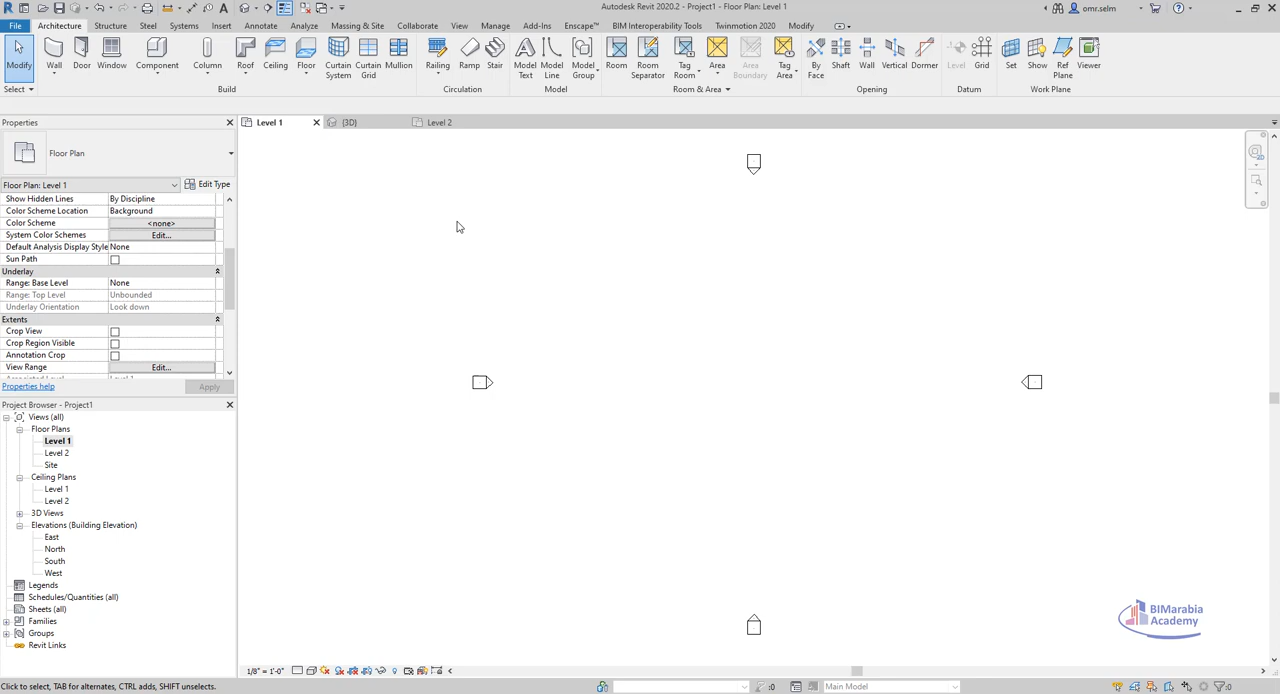 Autodesk Revit 2020.2 - Project1 - Floor Plan: Level 1
omr.selm
File Architecture Structure Steel Systems Insert Annotate Analyze Massing & Site Collaborate View Manage Add-Ins Enscape™ BIM Interoperability Tools Twinmotion 2020 Modify
Modify Wall Door Window Component Column Roof Ceiling Floor Curtain System Curtain Grid Mullion Railing Ramp Stair Model Text Model Line Model Group Room Room Separator Tag Room Area Area Boundary Tag Area By Face Shaft Wall Vertical Dormer Level Grid Set Show Ref Plane Viewer
Select Build Circulation Model Room & Area Opening Datum Work Plane
Properties
Level 1 {3D} Level 2
Floor Plan
Floor Plan: Level 1 Edit Type
Show Hidden Lines By Discipline
Color Scheme Location Background
Color Scheme <none>
System Color Schemes Edit...
Default Analysis Display Style None
Sun Path
Underlay
Range: Base Level None
Range: Top Level Unbounded
Underlay Orientation Look down
Extents
Crop View
Crop Region Visible
Annotation Crop
View Range Edit...
Properties help Apply
Project Browser - Project1
Views (all)
Floor Plans
Level 1
Level 2
Site
Ceiling Plans
Level 1
Level 2
3D Views
Elevations (Building Elevation)
East
North
South
West
Legends
Schedules/Quantities (all)
Sheets (all)
Families
Groups
Revit Links
BIMarabia
Academy
1/8" = 1'-0"
Click to select, TAB for alternates, CTRL adds, SHIFT unselects.
:0 Main Model :0